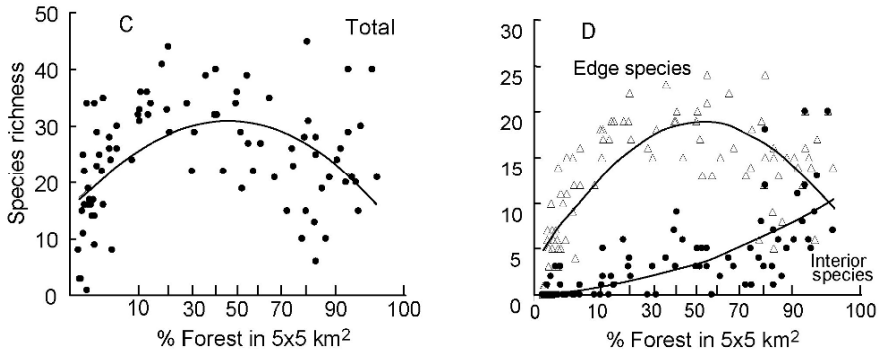 C Total
Species richness
50
40
30
20
10
0
10 30 50 70 90 100
% Forest in 5x5 km2
D
Edge species
Interior species
30
25
20
15
10
5
0
0 10 30 50 70 90 100
% Forest in 5x5 km2